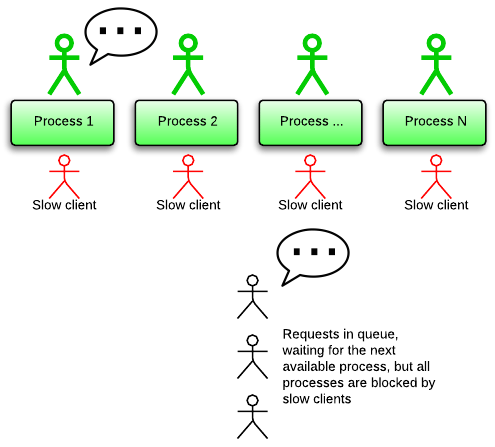 Process 1
Process 2
Process ...
Process N
Slow client
Slow client
Slow client
Slow client
Requests in queue,
waiting for the next
available process, but all
processes are blocked by
slow clients